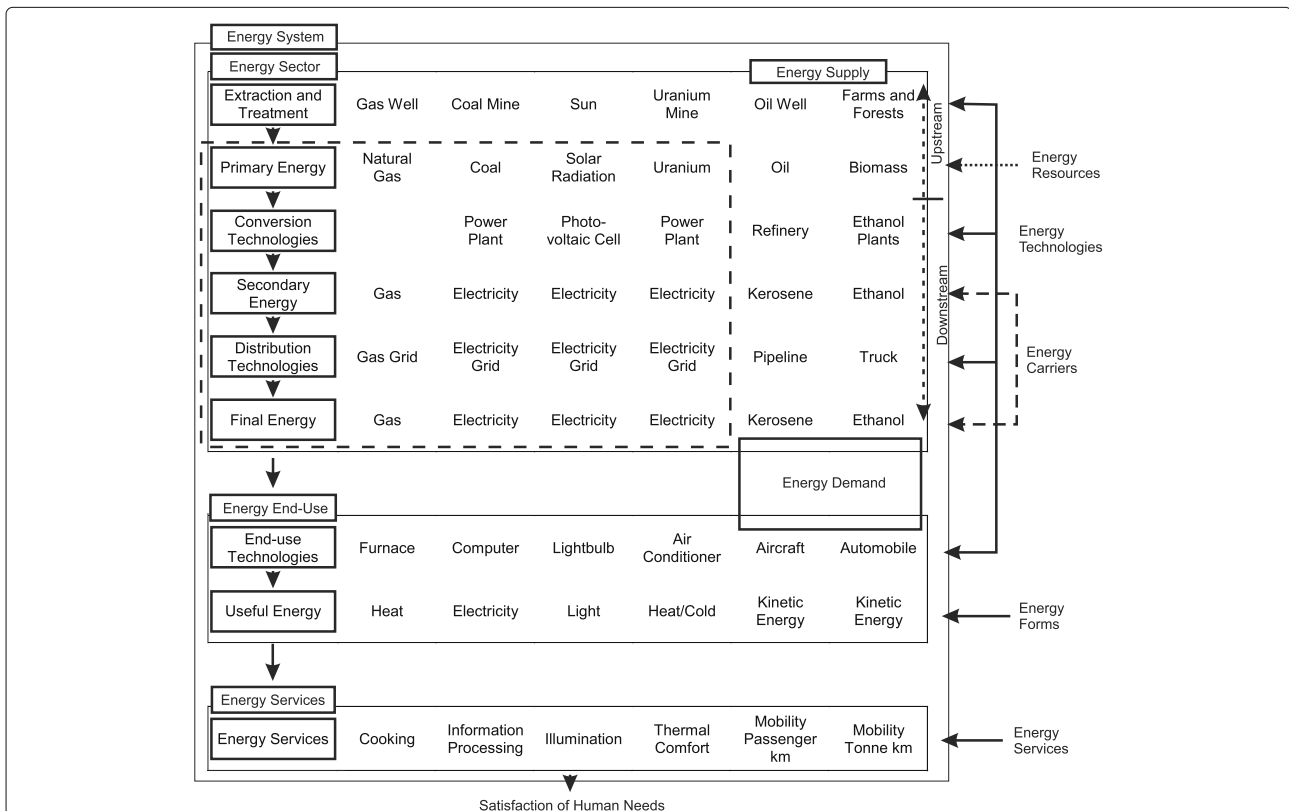 Energy System
Energy Sector
Energy Supply
Extraction and
Treatment
Gas Well
Coal Mine
Sun
Uranium
Mine
Oil Well
Farms and
Forests
Upstream
Primary Energy
Natural
Gas
Coal
Solar
Radiation
Uranium
Oil
Biomass
Energy
Resources
Conversion
Technologies
Power
Plant
Photo-
voltaic Cell
Power
Plant
Refinery
Ethanol
Plants
Energy
Technologies
Downstream
Secondary
Energy
Gas
Electricity
Electricity
Electricity
Kerosene
Ethanol
Distribution
Technologies
Gas Grid
Electricity
Grid
Electricity
Grid
Electricity
Grid
Pipeline
Truck
Energy
Carriers
Final Energy
Gas
Electricity
Electricity
Electricity
Kerosene
Ethanol
Energy Demand
Energy End-Use
End-use
Technologies
Furnace
Computer
Lightbulb
Air
Conditioner
Aircraft
Automobile
Useful Energy
Heat
Electricity
Light
Heat/Cold
Kinetic
Energy
Kinetic
Energy
Energy
Forms
Energy Services
Energy Services
Cooking
Information
Processing
Illumination
Thermal
Comfort
Mobility
Passenger
km
Mobility
Tonne km
Energy
Services
Satisfaction of Human Needs